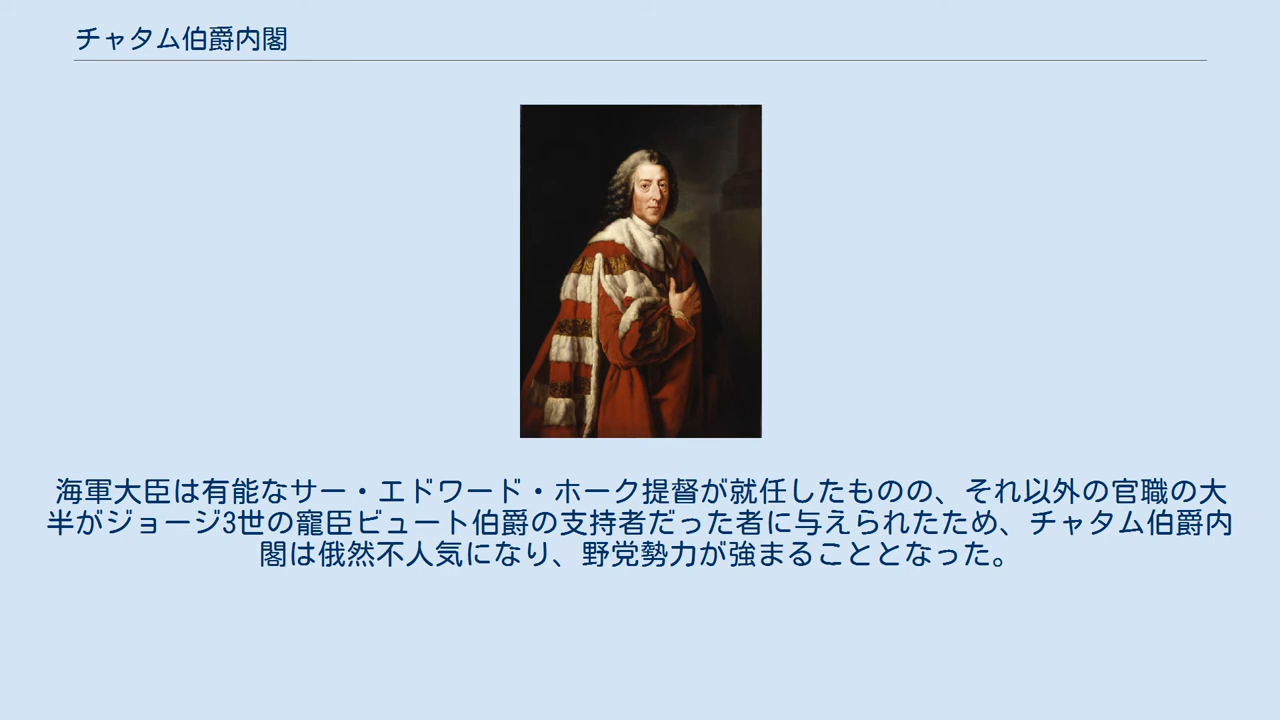 チャタム伯爵内閣
海軍大臣は有能なサー・エドワード・ホーク提督が就任したものの、それ以外の官職の大
半がジョージ3世の寵臣ビュート伯爵の支持者だった者に与えられたため、チャタム伯爵内
閣は俄然不人気になり、野党勢力が強まることとなった。